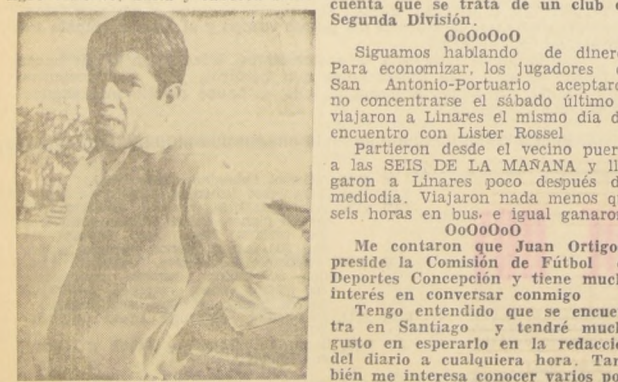 cuenta que se trata de un club
Segunda División.
OoOoOoO
Siguamos hablando de diner
Para economizar, los jugadores
San Antonio-Portuario aceptaro
no concentrarse el sábado último
viajaron a Linares el mismo día d
encuentro con Lister Rossel
Partieron desde el vecino puer
a las SEIS DE LA MAÑANA y ll
garon a Linares poco después d
mediodía. Viajaron nada menos qu
seis horas en bus, e igual ganaron
OoOoOoO
Me contaron que Juan Ortigo
preside la Comisión de Fútbol
Deportes Concepción y tiene much
interés en conversar conmigo
Tengo entendido que se encue
tra en Santiago y tendré much
gusto en esperarlo en la redacció
del diario a cualquiera hora. Tam
bién me interesa conocer varios po